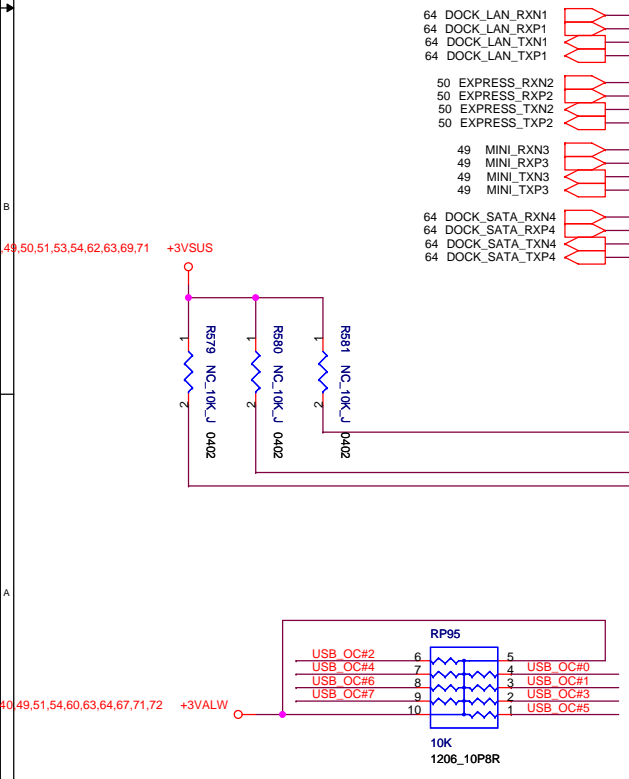 64 DOCK_LAN_RXN1
64 DOCK_LAN_RXP1
64 DOCK_LAN_TXN1
64 DOCK_LAN_TXP1
50 EXPRESS_RXN2
50 EXPRESS_RXP2
50 EXPRESS_TXN2
50 EXPRESS_TXP2
49 MINI_RXN3
49 MINI_RXP3
49 MINI_TXN3
49 MINI_TXP3
B
64 DOCK_SATA_RXN4
64 DOCK_SATA_RXP4
64 DOCK_SATA_TXN4
64 DOCK_SATA_TXP4
,49,50,51,53,54,62,63,69,71 +3VSUS
1 R579 NC_10K_J 0402 2
1 R580 NC_10K_J 0402 2
1 R581 NC_10K_J 0402 2
A
RP95
USB_OC#2 6 5
USB_OC#4 7 4 USB_OC#0
USB_OC#6 8 3 USB_OC#1
USB_OC#7 9 2 USB_OC#3
40,49,51,54,60,63,64,67,71,72 +3VALW 10 1 USB_OC#5
10K
1206_10P8R